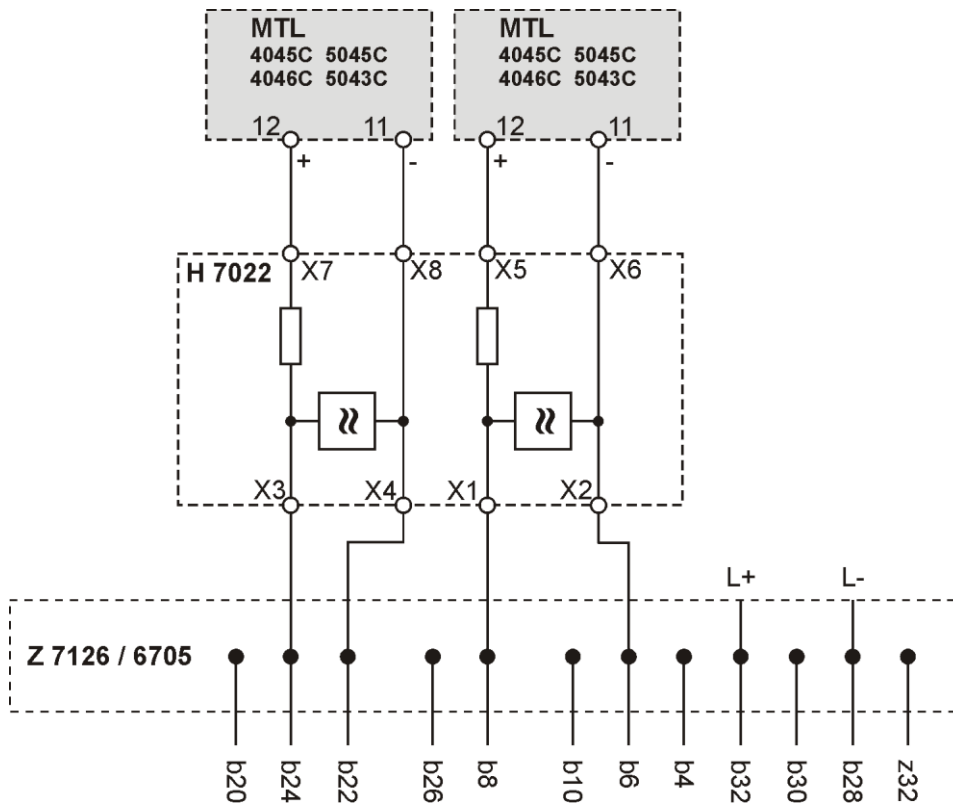 MTL MTL
4045C 5045C 4045C 5045C
4046C 5043C 4046C 5043C
12 11 12 11
+ - + -
H 7022 X7 X8 X5 X6
X3 X4 X1 X2
L+ L-
Z 7126 / 6705
b20 b24 b22 b26 b8 b10 b6 b4 b32 b30 b28 z32